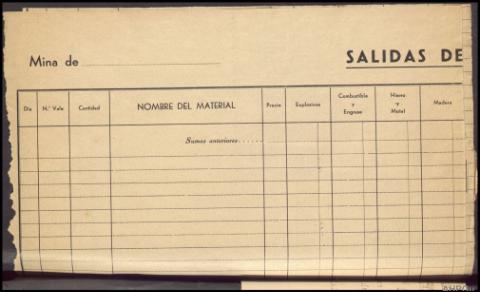 Mina de
SALIDAS DE
Día
N.° Vale
Cantidad
NOMBRE DEL MATERIAL
Precio
Explosivos
Combustible
y
Engrase
Hierro
y
Metal
Madera
Sumas anteriores